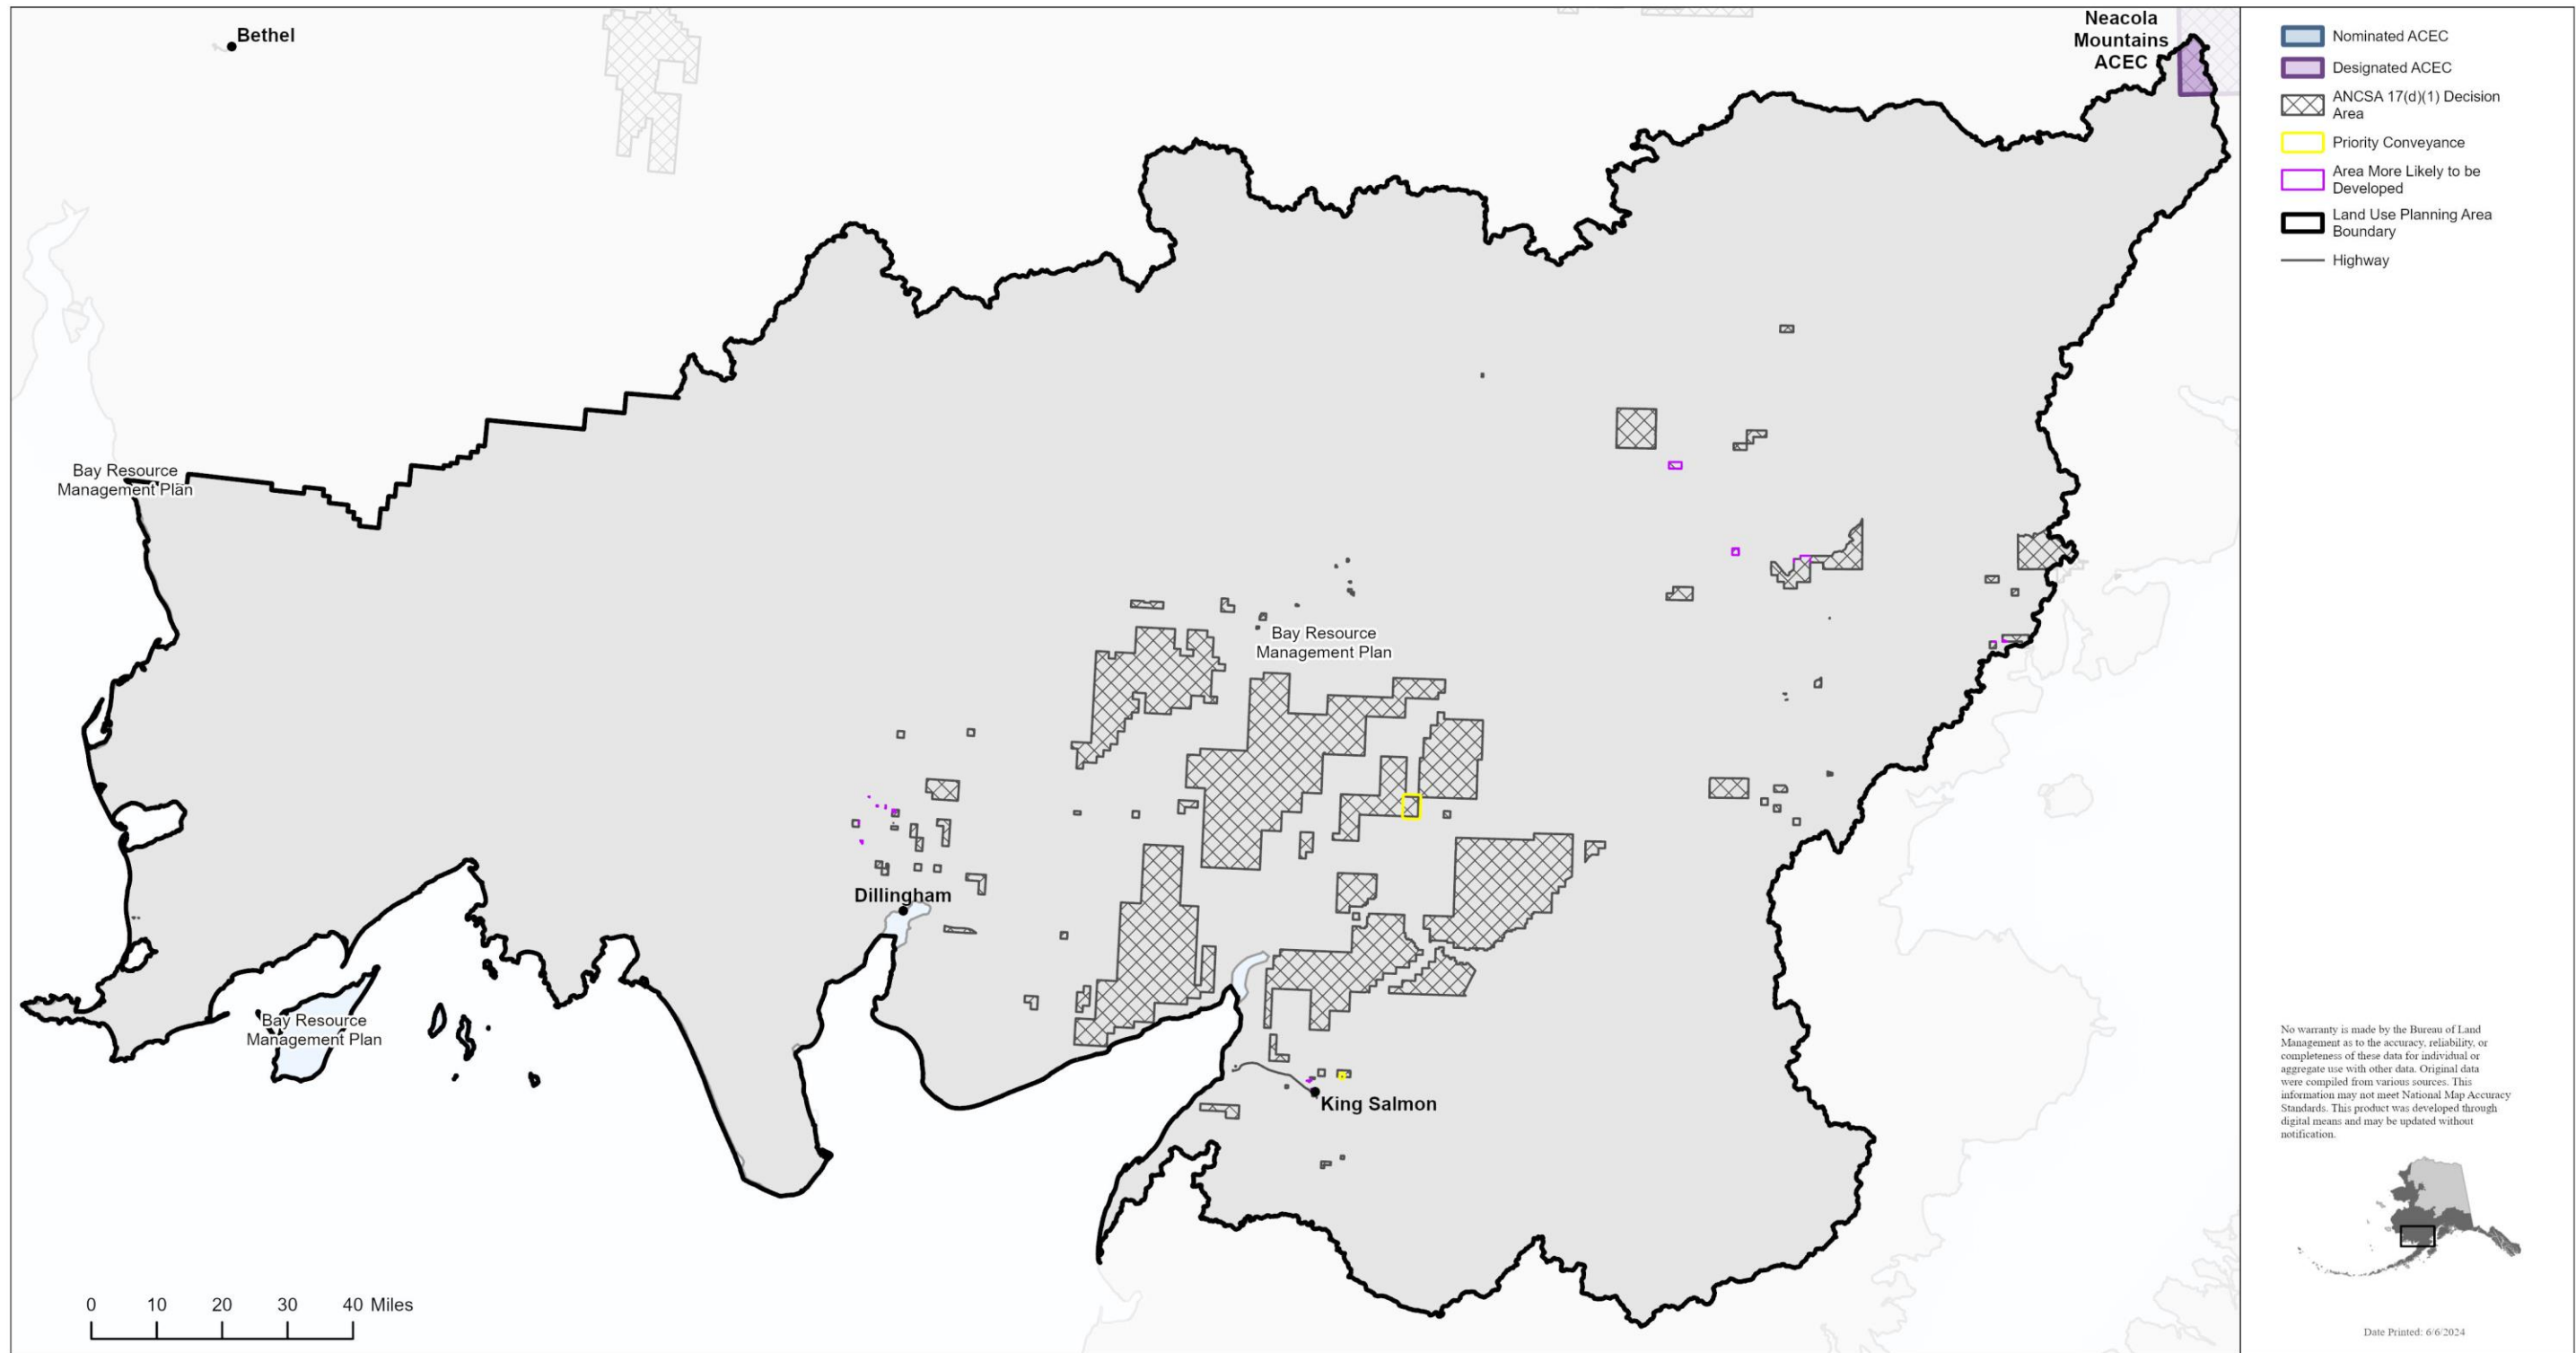 Bethel
Neacola
Mountains
ACEC
Bay Resource
Management Plan
Bay Resource
Management Plan
Dillingham
Bay Resource
Management Plan
King Salmon
0 10 20 30 40 Miles
Nominated ACEC
Designated ACEC
ANCSA 17(d)(1) Decision
Area
Priority Conveyance
Area More Likely to be
Developed
Land Use Planning Area
Boundary
Highway
No warranty is made by the Bureau of Land
Management as to the accuracy, reliability, or
completeness of these data for individual or
aggregate use with other data. Original data
were compiled from various sources. This
information may not meet National Map Accuracy
Standards. This product was developed through
digital means and may be updated without
notification.
Date Printed: 6/6/2024